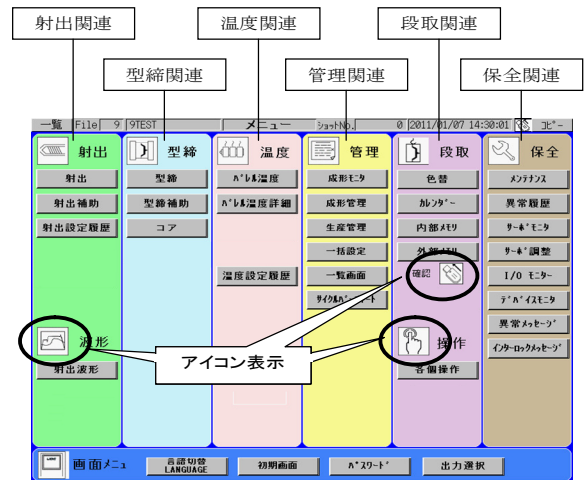 射出関連
温度関連
段取関連
型締関連
管理関連
保全関連
一覧 File 9 9TEST メニュー ショットNo. 0 2011/01/07 14:30:01 コピー
射出
型締
温度
管理
段取
保全
射出
型締
バレル温度
成形モニタ
色替
メンテナンス
射出補助
型締補助
バレル温度詳細
成形管理
カレンダー
異常履歴
射出設定履歴
コア
生産管理
内部メモリ
サーボモニタ
一括設定
外部メモリ
サーボ調整
温度設定履歴
一覧画面
確認
I/O モニター
デバイスモニタ
異常メッセージ
波形
アイコン表示
操作
インターロックメッセージ
射出波形
各個操作
画面メニュー
言語切替
LANGUAGE
初期画面
パスワード
出力選択